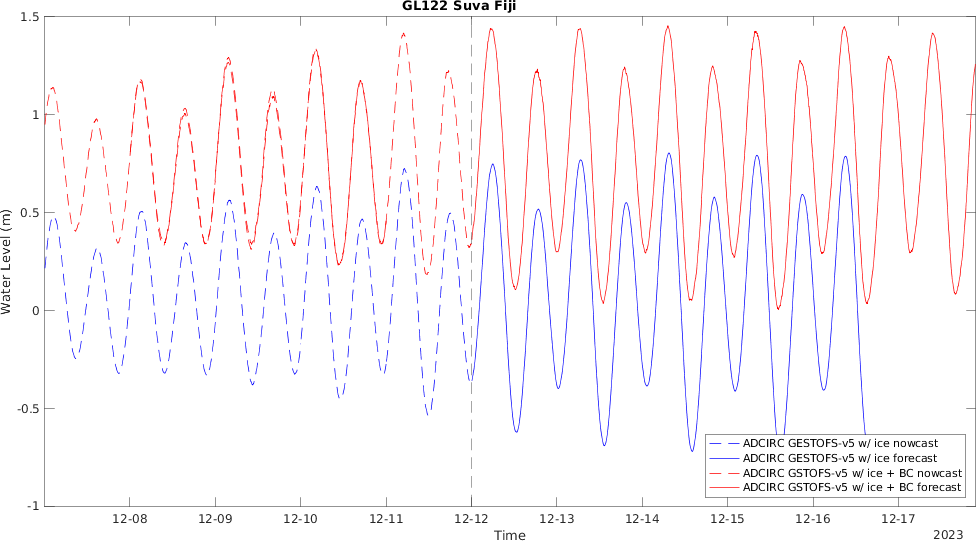 GL122 Suva Fiji
1.5
1
0.5
0
-0.5
-1
Water Level (m)
12-08
12-09
12-10
12-11
12-12
12-13
12-14
12-15
12-16
12-17
Time
2023
ADCIRC GESTOFS-v5 w/ ice nowcast
ADCIRC GESTOFS-v5 w/ ice forecast
ADCIRC GSTOFS-v5 w/ ice + BC nowcast
ADCIRC GSTOFS-v5 w/ ice + BC forecast